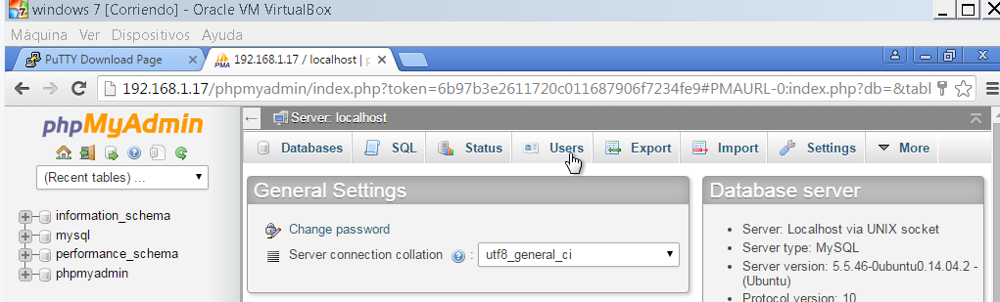 windows 7 [Corriendo] - Oracle VM VirtualBox
Máquina Ver Dispositivos Ayuda
PuTTY Download Page
192.168.1.17 / localhost |
192.168.1.17/phpmyadmin/index.php?token=6b97b3e2611720c011687906f7234fe9#PMAURL-0:index.php?db=&tabl
phpMyAdmin
(Recent tables) ...
information_schema
mysql
performance_schema
phpmyadmin
Server: localhost
Databases SQL Status Users Export Import Settings More
General Settings
Change password
Server connection collation : utf8_general_ci
Database server
Server: Localhost via UNIX socket
Server type: MySQL
Server version: 5.5.46-0ubuntu0.14.04.2 -
(Ubuntu)
Protocol version: 10